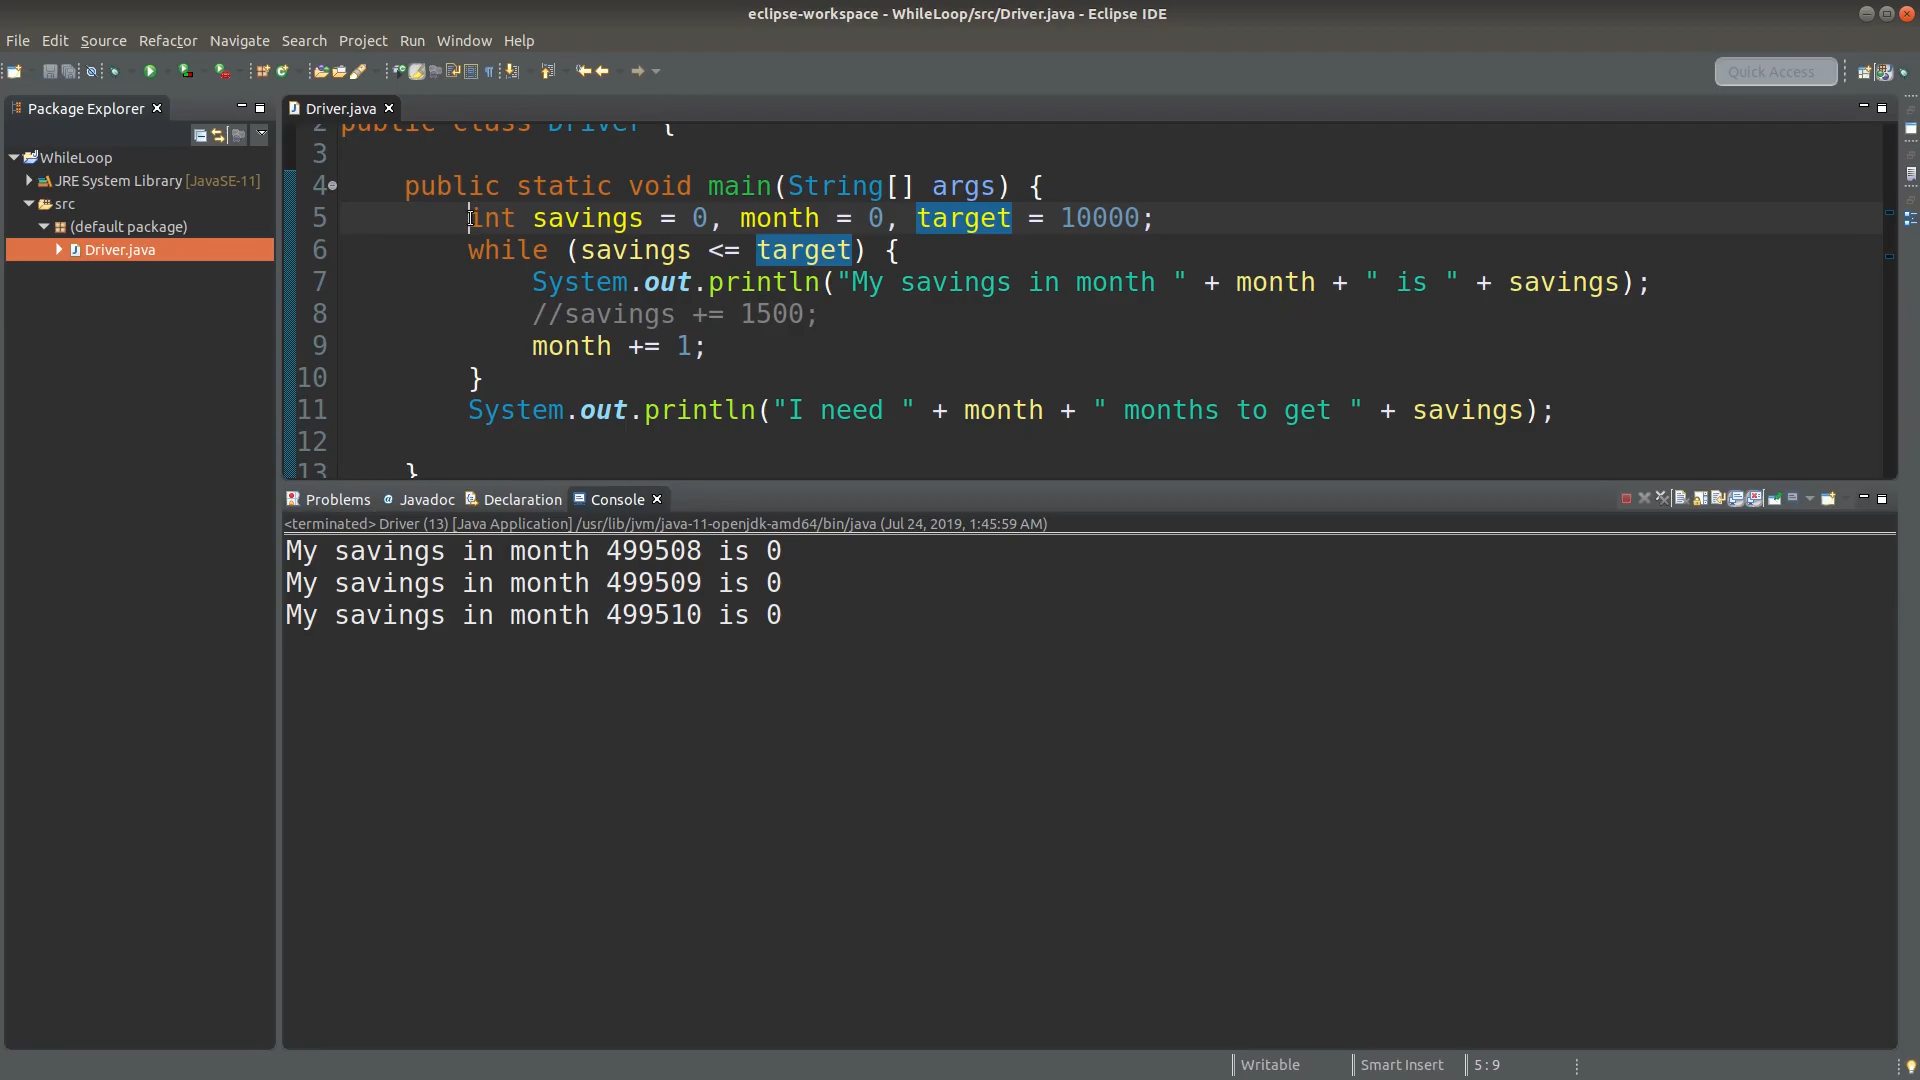 eclipse-workspace - WhileLoop/src/Driver.java - Eclipse IDE
File Edit Source Refactor Navigate Search Project Run Window Help
Quick Access
Package Explorer
WhileLoop
JRE System Library [JavaSE-11]
src
(default package)
Driver.java
Driver.java
2 public class Driver {
3
4 public static void main(String[] args) {
5 int savings = 0, month = 0, target = 10000;
6 while (savings <= target) {
7 System.out.println("My savings in month " + month + " is " + savings);
8 //savings += 1500;
9 month += 1;
10 }
11 System.out.println("I need " + month + " months to get " + savings);
12
13 }
Problems Javadoc Declaration Console
<terminated> Driver (13) [Java Application] /usr/lib/jvm/java-11-openjdk-amd64/bin/java (Jul 24, 2019, 1:45:59 AM)
My savings in month 499508 is 0
My savings in month 499509 is 0
My savings in month 499510 is 0
Writable Smart Insert 5 : 9